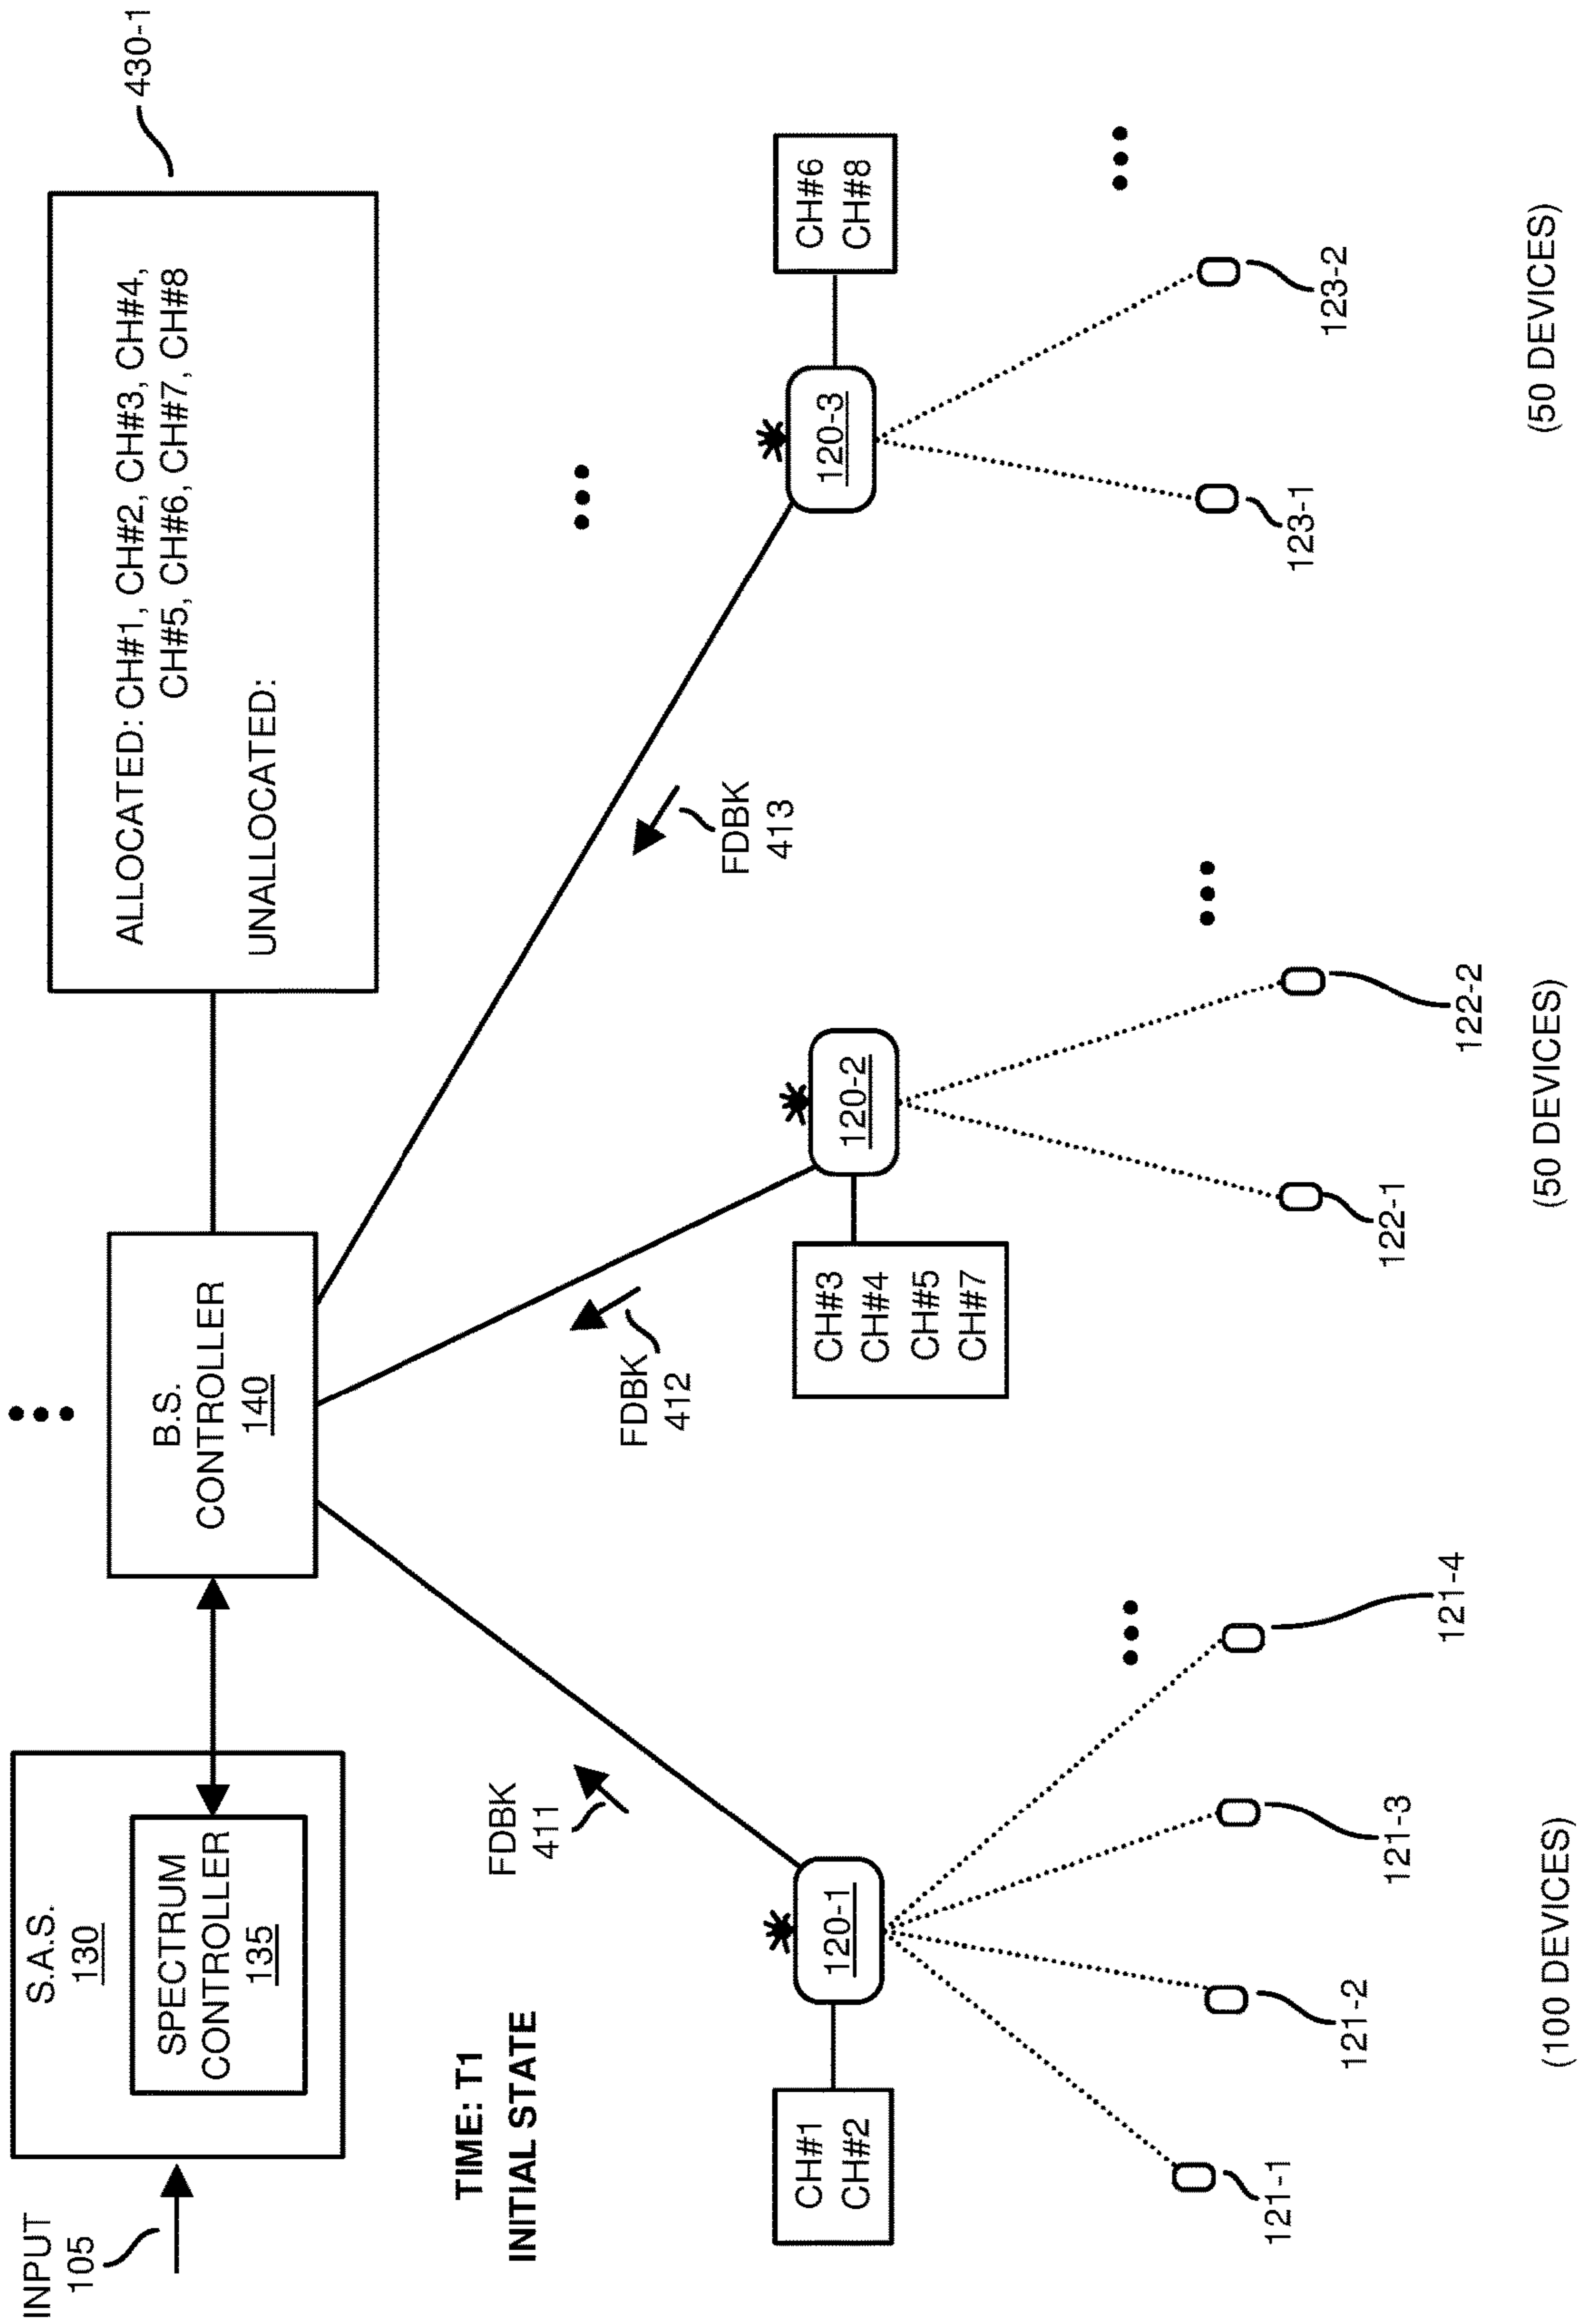 INPUT
105
S.A.S.
130
SPECTRUM
CONTROLLER
135
B.S.
CONTROLLER
140
ALLOCATED: CH#1, CH#2, CH#3, CH#4,
CH#5, CH#6, CH#7, CH#8
UNALLOCATED:
430-1
TIME: T1
INITIAL STATE
FDBK
411
FDBK
412
FDBK
413
CH#1
CH#2
120-1
CH#3
CH#4
CH#5
CH#7
120-2
120-3
CH#6
CH#8
121-1
121-2
121-3
121-4
122-1
122-2
123-1
123-2
(100 DEVICES)
(50 DEVICES)
(50 DEVICES)